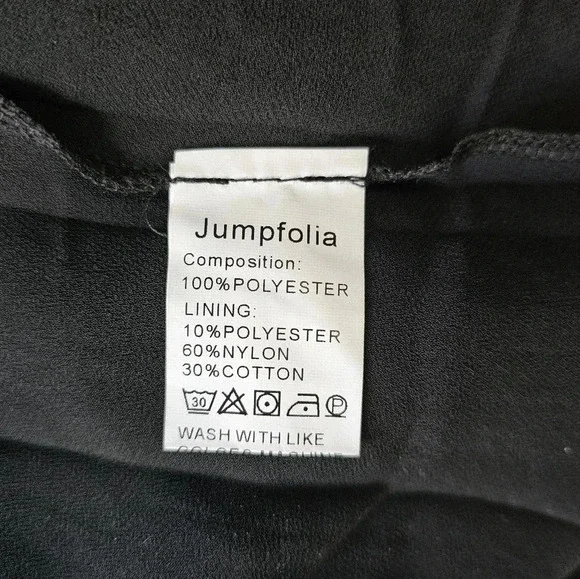 Jumpfolia
Composition:
100%POLYESTER
LINING:
10%POLYESTER
60%NYLON
30%COTTON
30 P
WASH WITH LIKE